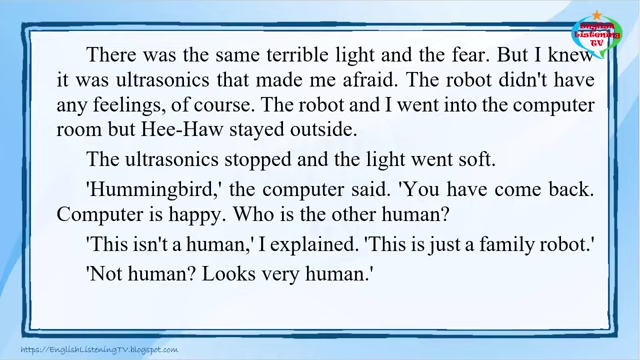 English
Listening
TV
There was the same terrible light and the fear. But I knew
it was ultrasonics that made me afraid. The robot didn't have
any feelings, of course. The robot and I went into the computer
room but Hee-Haw stayed outside.
The ultrasonics stopped and the light went soft.
'Hummingbird,' the computer said. 'You have come back.
Computer is happy. Who is the other human?
'This isn't a human,' I explained. 'This is just a family robot.'
'Not human? Looks very human.'
https://EnglishListeningTV.blogspot.com